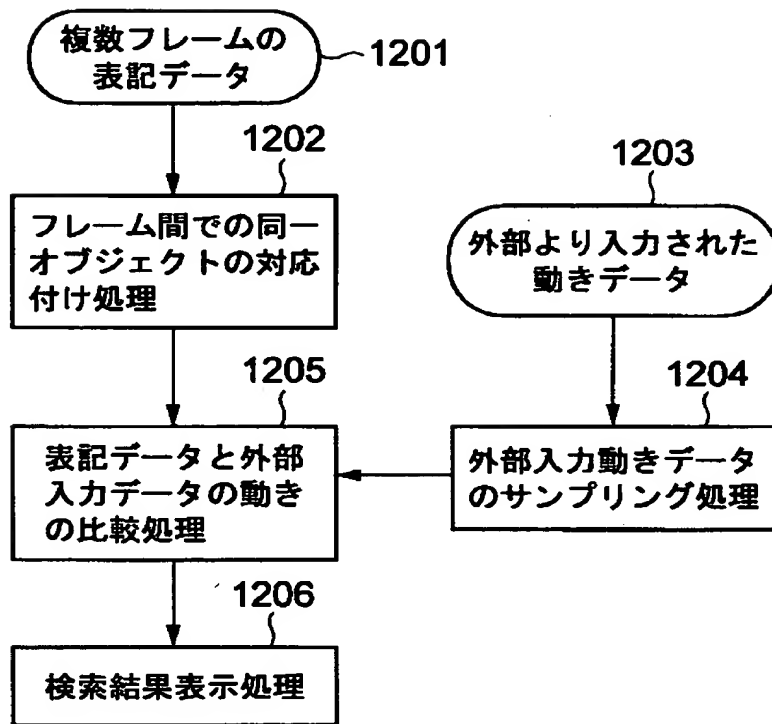 複数フレームの
表記データ
1201
1202
フレーム間での同一
オブジェクトの対応
付け処理
1203
外部より入力された
動きデータ
1204
外部入力動きデータ
のサンプリング処理
1205
表記データと外部
入力データの動き
の比較処理
1206
検索結果表示処理